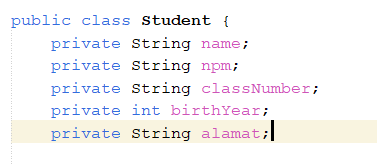 public class Student {
    private String name;
    private String npm;
    private String classNumber;
    private int birthYear;
    private String alamat;